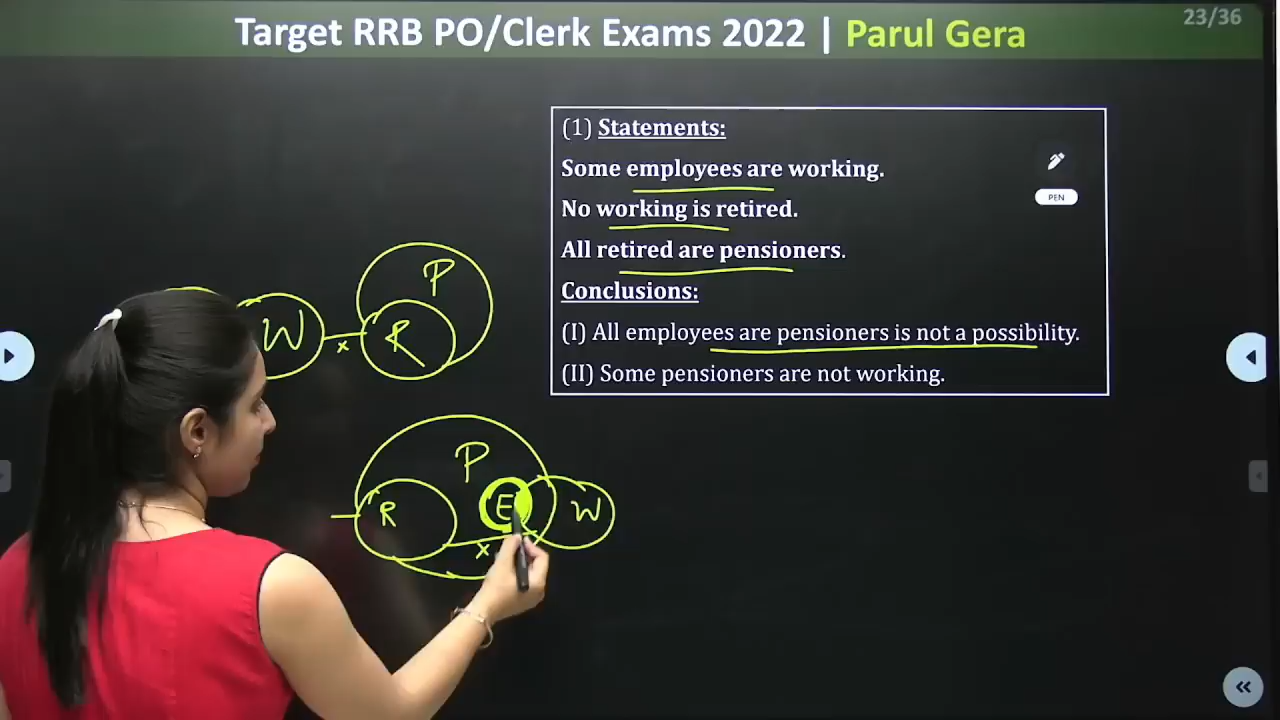 Target RRB PO/Clerk Exams 2022 | Parul Gera
23/36
(1) Statements:
Some employees are working.
No working is retired.
All retired are pensioners.
Conclusions:
(I) All employees are pensioners is not a possibility.
(II) Some pensioners are not working.
PEN
P
W
x
R
P
R
E
W
x